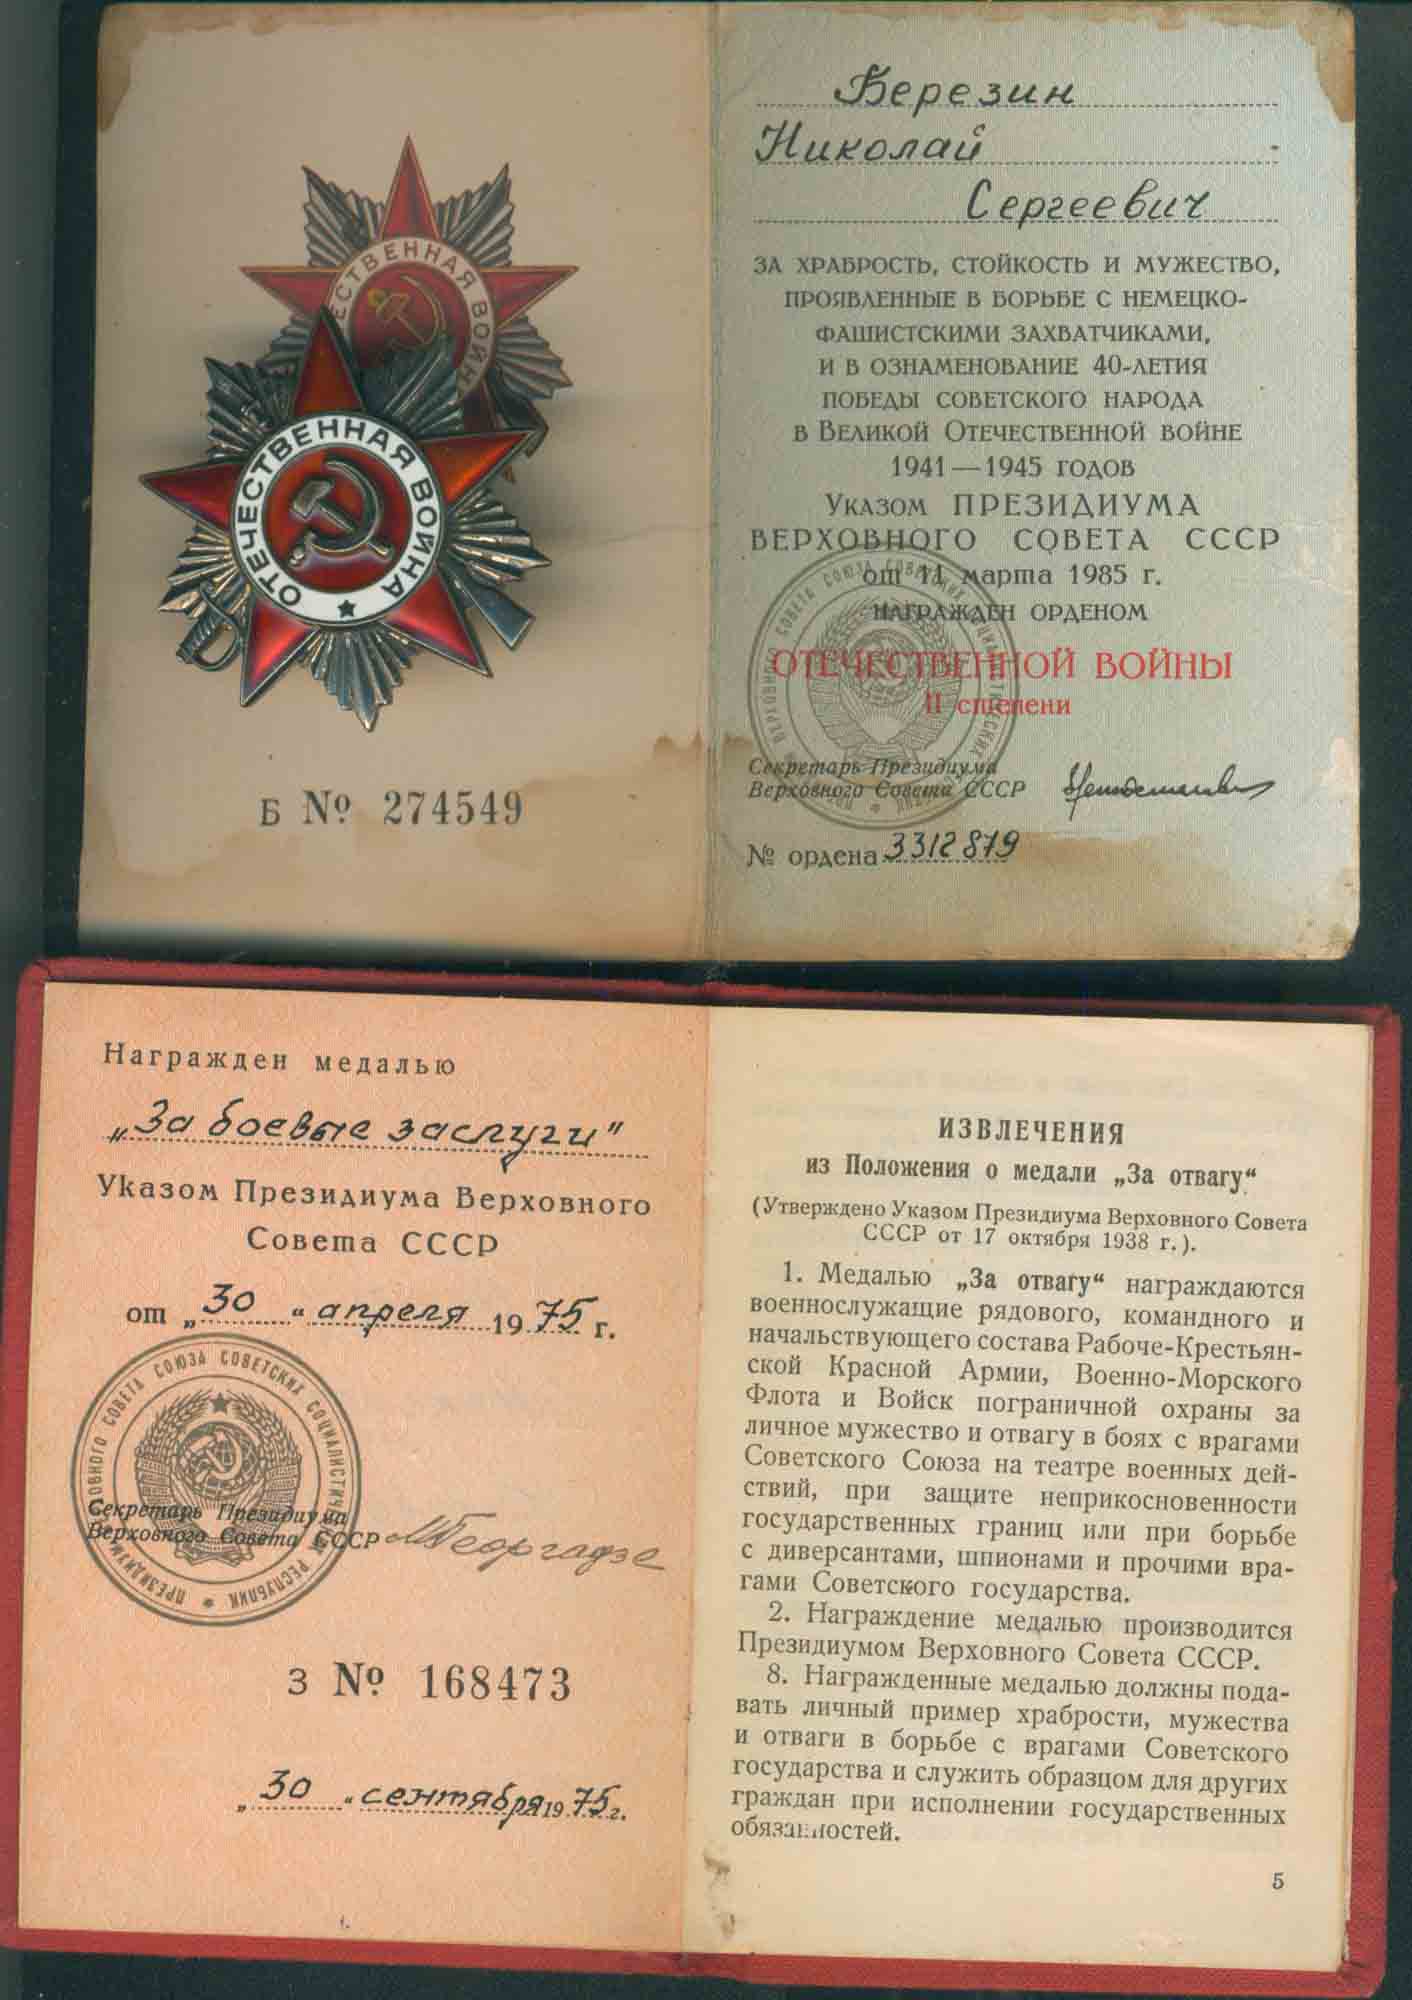 ОТЕЧЕСТВЕННАЯ ВОЙНА
ЕСТВЕННАЯ ВОЙН
Б № 274549
Березин
Николай
Сергеевич
ЗА ХРАБРОСТЬ, СТОЙКОСТЬ И МУЖЕСТВО,
ПРОЯВЛЕННЫЕ В БОРЬБЕ С НЕМЕЦКО-
ФАШИСТСКИМИ ЗАХВАТЧИКАМИ,
И В ОЗНАМЕНОВАНИЕ 40-ЛЕТИЯ
ПОБЕДЫ СОВЕТСКОГО НАРОДА
В ВЕЛИКОЙ ОТЕЧЕСТВЕННОЙ ВОЙНЕ
1941—1945 ГОДОВ
УКАЗОМ ПРЕЗИДИУМА
ВЕРХОВНОГО СОВЕТА СССР
от 11 марта 1985 г.
НАГРАЖДЕН ОРДЕНОМ
ОТЕЧЕСТВЕННОЙ ВОЙНЫ
II степени
Секретарь Президиума
Верховного Совета СССР
№ ордена 3312879
Награжден медалью
„За боевые заслуги"
Указом Президиума Верховного
Совета СССР
от „30“ апреля 1975 г.
Секретарь Президиума
Верховного Совета СССР МГеоргадзе
З № 168473
„30“ сентября 1975 г.
ИЗВЛЕЧЕНИЯ
из Положения о медали „За отвагу“
(Утверждено Указом Президиума Верховного Совета
СССР от 17 октября 1938 г.).
1. Медалью „За отвагу“ награждаются
военнослужащие рядового, командного и
начальствующего состава Рабоче-Крестьян-
ской Красной Армии, Военно-Морского
Флота и Войск пограничной охраны за
личное мужество и отвагу в боях с врагами
Советского Союза на театре военных дей-
ствий, при защите неприкосновенности
государственных границ или при борьбе
с диверсантами, шпионами и прочими вра-
гами Советского государства.
2. Награждение медалью производится
Президиумом Верховного Совета СССР.
8. Награжденные медалью должны пода-
вать личный пример храбрости, мужества
и отваги в борьбе с врагами Советского
государства и служить образцом для других
граждан при исполнении государственных
обязанностей.
5